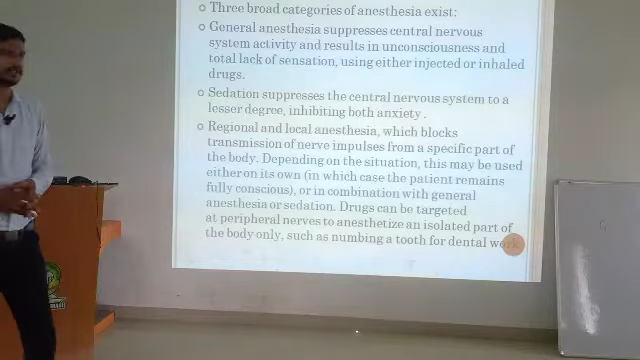 Three broad categories of anesthesia exist:
General anesthesia suppresses central nervous
system activity and results in unconsciousness and
total lack of sensation, using either injected or inhaled
drugs.
Sedation suppresses the central nervous system to a
lesser degree, inhibiting both anxiety .
Regional and local anesthesia, which blocks
transmission of nerve impulses from a specific part of
the body. Depending on the situation, this may be used
either on its own (in which case the patient remains
fully conscious), or in combination with general
anesthesia or sedation. Drugs can be targeted
at peripheral nerves to anesthetize an isolated part of
the body only, such as numbing a tooth for dental work